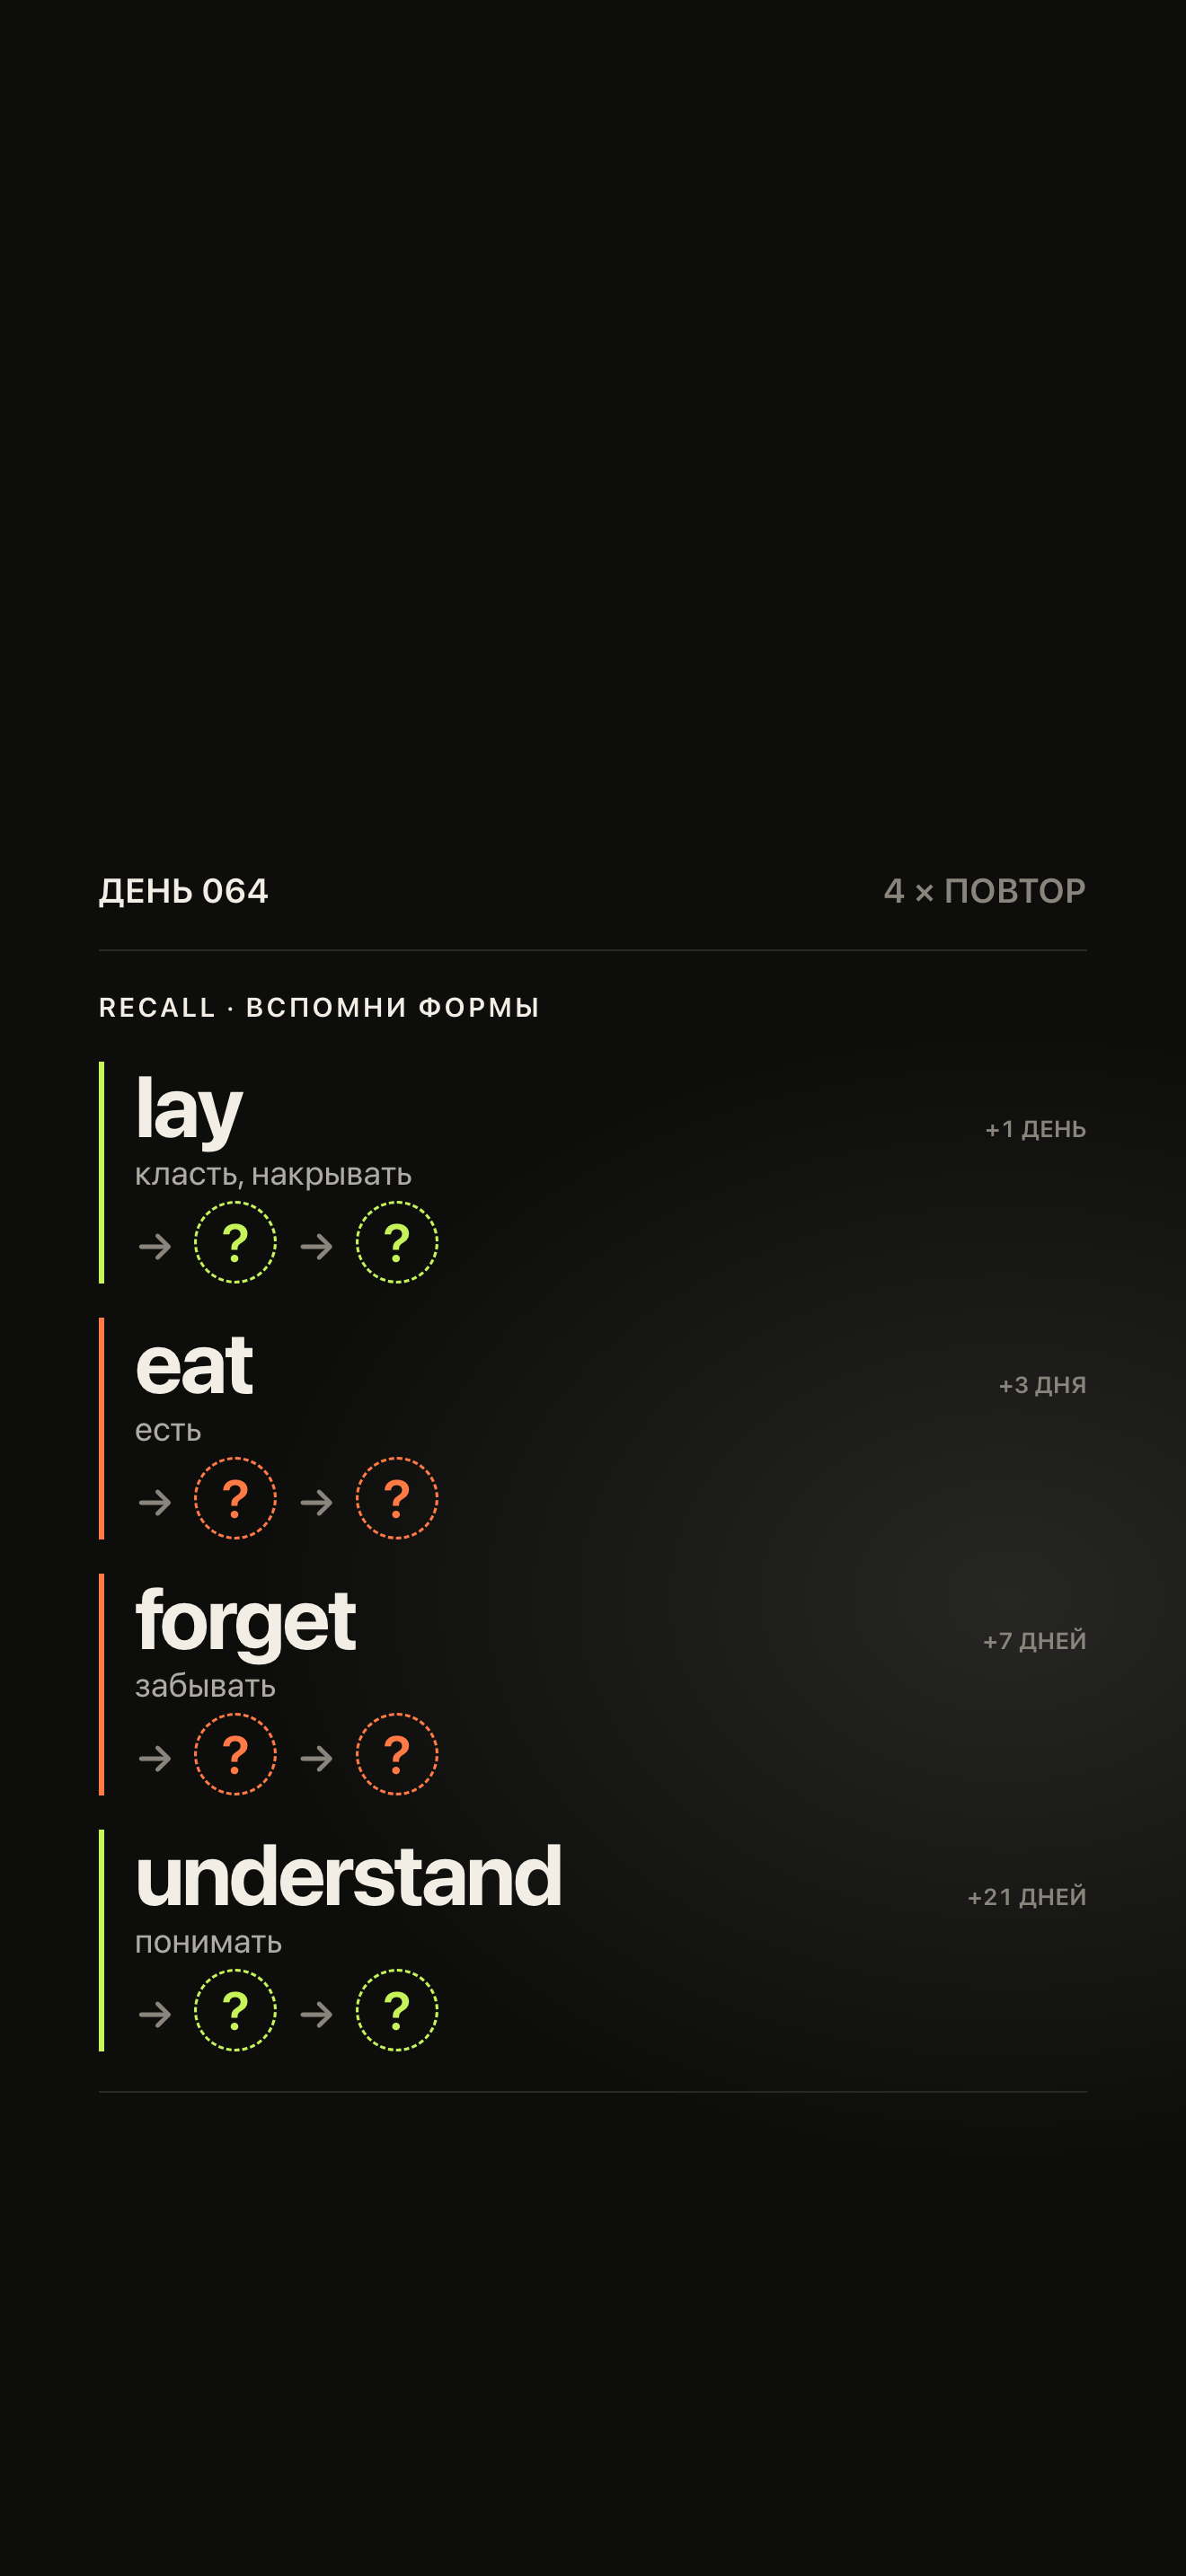 ДЕНЬ 064
4 × ПОВТОР
RECALL · ВСПОМНИ ФОРМЫ
lay
+1 ДЕНЬ
класть, накрывать
→ ? → ?
eat
+3 ДНЯ
есть
→ ? → ?
forget
+7 ДНЕЙ
забывать
→ ? → ?
understand
+21 ДНЕЙ
понимать
→ ? → ?